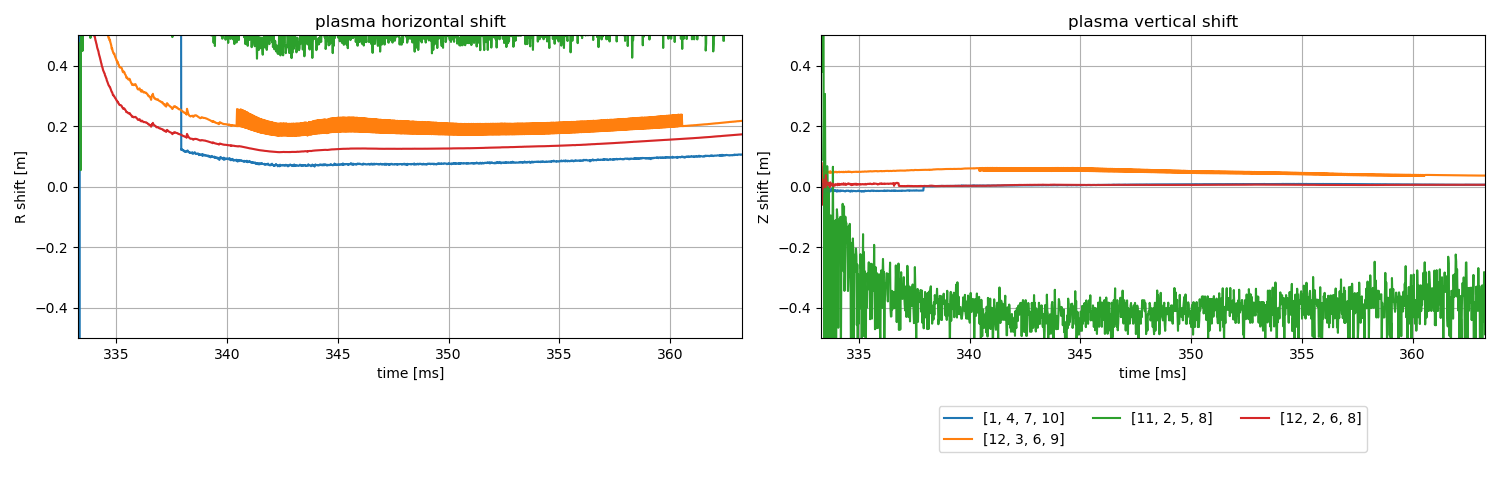 plasma horizontal shift
R shift [m]
0.4
0.2
0.0
−0.2
−0.4
335 340 345 350 355 360
time [ms]
plasma vertical shift
Z shift [m]
0.4
0.2
0.0
−0.2
−0.4
335 340 345 350 355 360
time [ms]
[1, 4, 7, 10] [11, 2, 5, 8] [12, 2, 6, 8]
[12, 3, 6, 9]